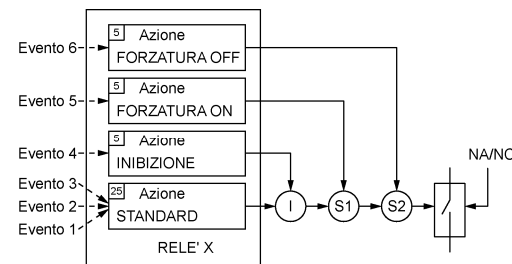 5 Azione
Evento 6 FORZATURA OFF
5 Azione
Evento 5 FORZATURA ON
5 Azione
Evento 4 INIBIZIONE
NA/NC
Evento 3
25 Azione
Evento 2 STANDARD
I S1 S2
Evento 1
RELE' X